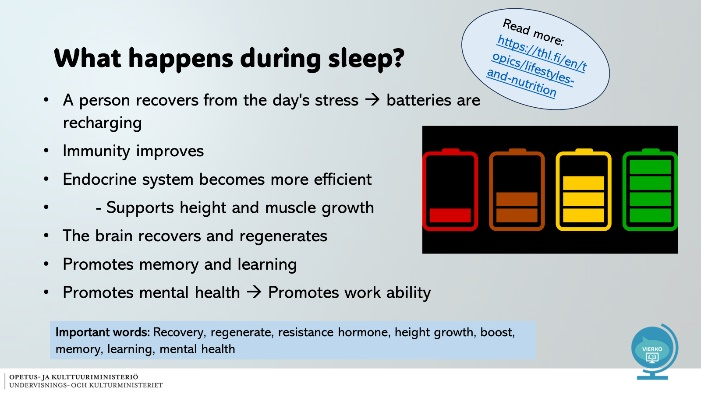 What happens during sleep?
Read more:
https://thl.fi/en/t
opics/lifestyles-
and-nutrition
• A person recovers from the day's stress → batteries are
recharging
• Immunity improves
• Endocrine system becomes more efficient
• - Supports height and muscle growth
• The brain recovers and regenerates
• Promotes memory and learning
• Promotes mental health → Promotes work ability
Important words: Recovery, regenerate, resistance hormone, height growth, boost,
memory, learning, mental health
VIERKO
OPETUS- JA KULTTUURIMINISTERIÖ
UNDERVISNINGS- OCH KULTURMINISTERIET